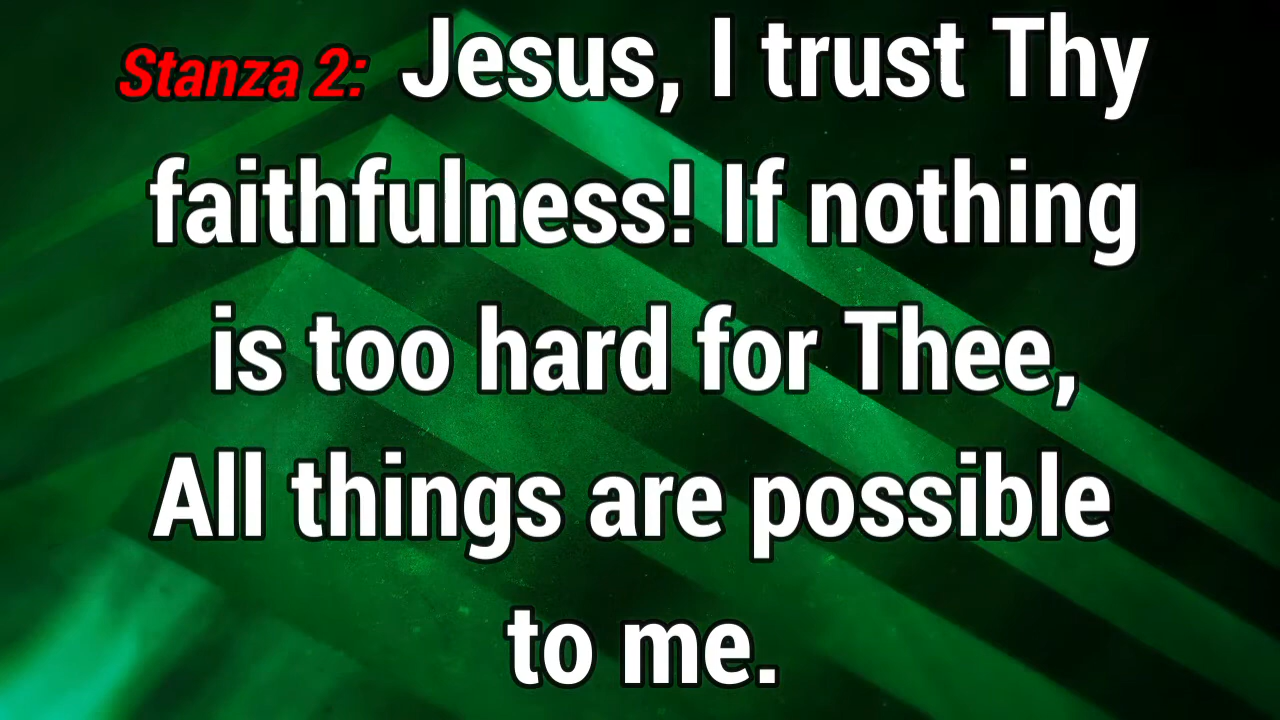 Stanza 2: Jesus, I trust Thy
faithfulness! If nothing
is too hard for Thee,
All things are possible
to me.